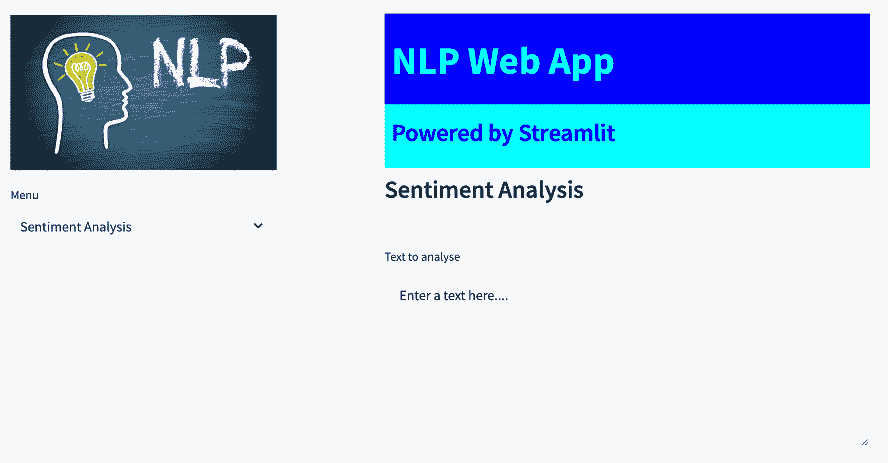 NLP
Menu
Sentiment Analysis
NLP Web App
Powered by Streamlit
Sentiment Analysis
Text to analyse
Enter a text here....